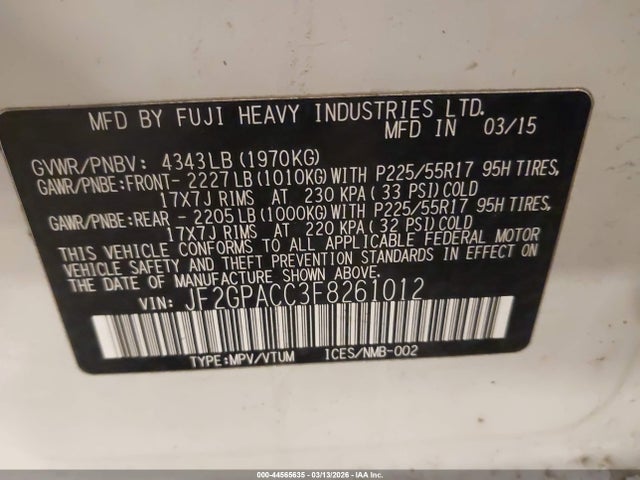 MFD BY FUJI HEAVY INDUSTRIES LTD.
MFD IN 03/15
GVWR/PNBV: 4343LB (1970KG)
GAWR/PNBE:FRONT- 2227LB (1010KG) WITH P225/55R17 95H TIRES,
17X7J RIMS AT 230 KPA( 33 PSI) COLD
GAWR/PNBE:REAR - 2205LB (1000KG) WITH P225/55R17 95H TIRES,
17X7J RIMS AT 220 KPA( 32 PSI) COLD
THIS VEHICLE CONFORMS TO ALL APPLICABLE FEDERAL MOTOR
VEHICLE SAFETY AND THEFT PREVENTION STANDARDS IN EFFECT
ON THE DATE OF MANUFACTURE SHOWN ABOVE.
VIN: JF2GPACC3F8261012
TYPE:MPV/VTUM ICES/NMB-002
000-44565635 - 03/13/2026 - IAA Inc.